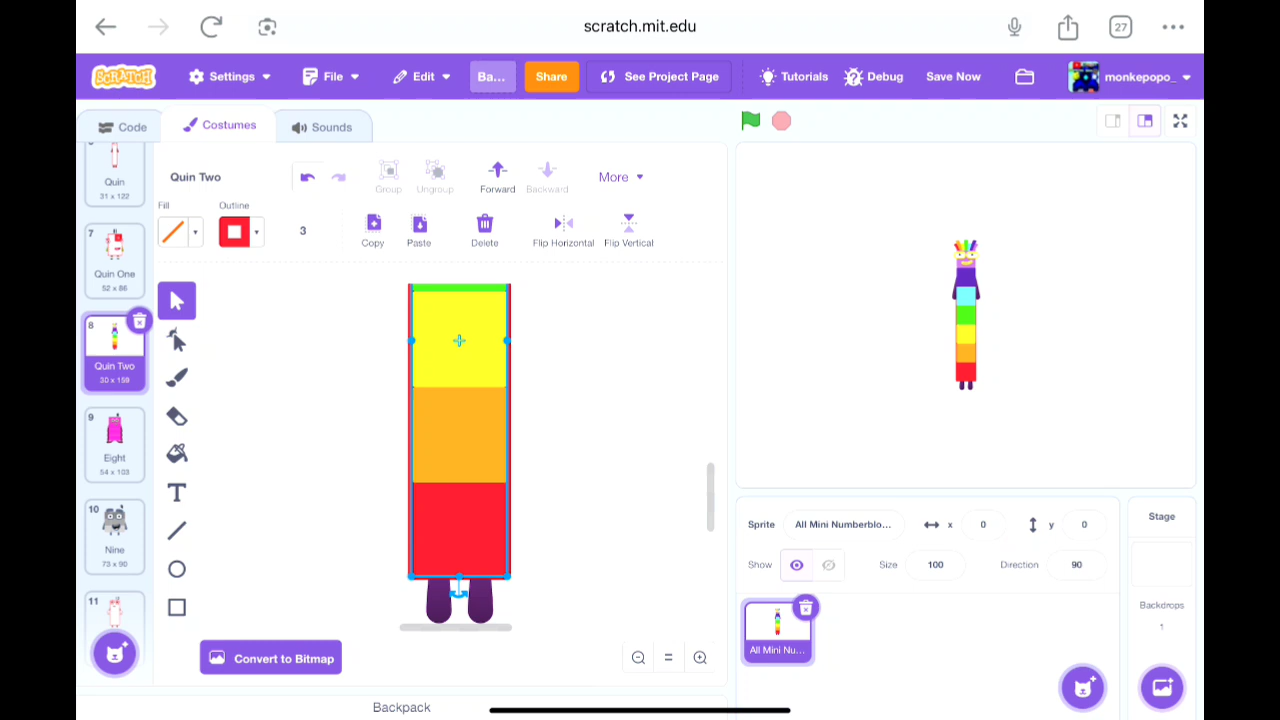 scratch.mit.edu
27
SCRATCH
Settings
File
Edit
Ba...
Share
See Project Page
Tutorials
Debug
Save Now
monkepopo_
Code
Costumes
Sounds
Quin
31 x 122
7
Quin One
52 x 86
8
Quin Two
30 x 159
9
Eight
54 x 103
10
Nine
73 x 90
11
Quin Two
Group
Ungroup
Forward
Backward
More
Fill
Outline
3
Copy
Paste
Delete
Flip Horizontal
Flip Vertical
T
Convert to Bitmap
Backpack
Sprite
All Mini Numberblo...
x
0
y
0
Show
Size
100
Direction
90
All Mini Nu...
Stage
Backdrops
1